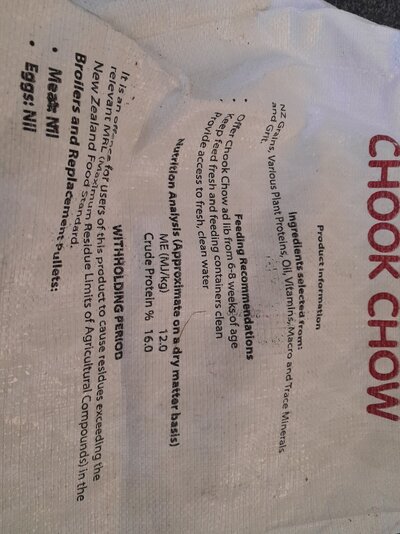 CHOOK CHOW
Product Information
Ingredients selected from:
NZ Grains, Various Plant Proteins, Oil, Vitamins, Macro and Trace Minerals
and Grit.
Feeding Recommendations
• Offer Chook Chow ad lib from 6-8 weeks of age
• Keep feed fresh and feeding containers clean
• Provide access to fresh, clean water
Nutrition Analysis (Approximate on a dry matter basis)
ME (MJ/kg) 12.0
Crude Protein % 16.0
WITHHOLDING PERIOD
It is an offence for users of this product to cause residues exceeding the
relevant MRL (Maximum Residue Limits of Agricultural Compounds) in the
New Zealand Food Standard.
Broilers and Replacement Pullets:
• Meat: Nil
• Eggs: Nil